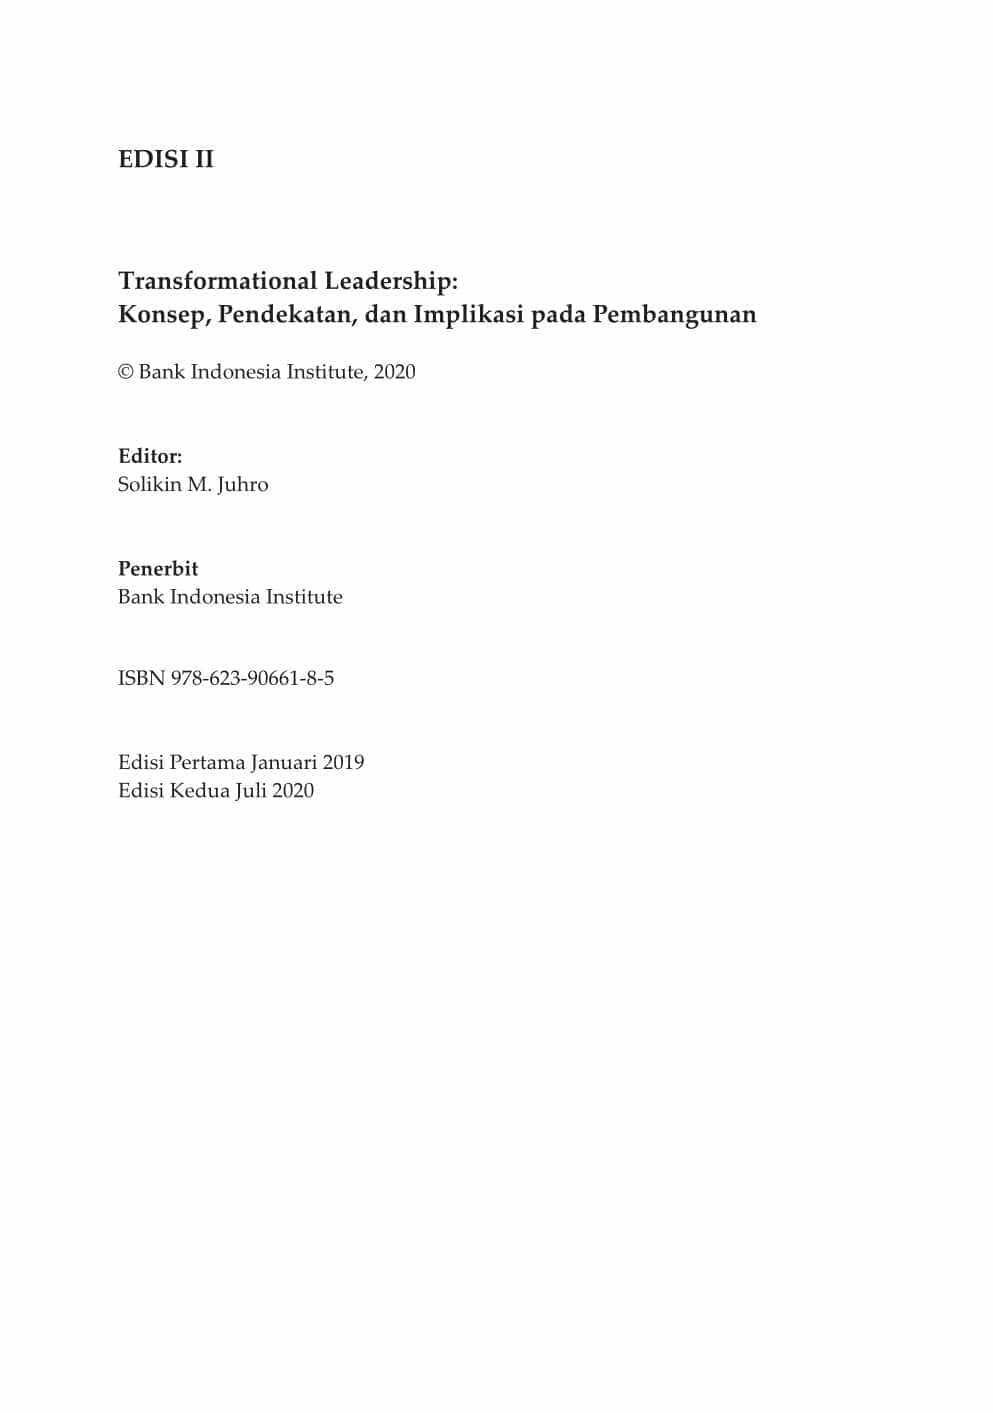 EDISI II
Transformational Leadership:
Konsep, Pendekatan, dan Implikasi pada Pembangunan
© Bank Indonesia Institute, 2020
Editor:
Solikin M. Juhro
Penerbit
Bank Indonesia Institute
ISBN 978-623-90661-8-5
Edisi Pertama Januari 2019
Edisi Kedua Juli 2020